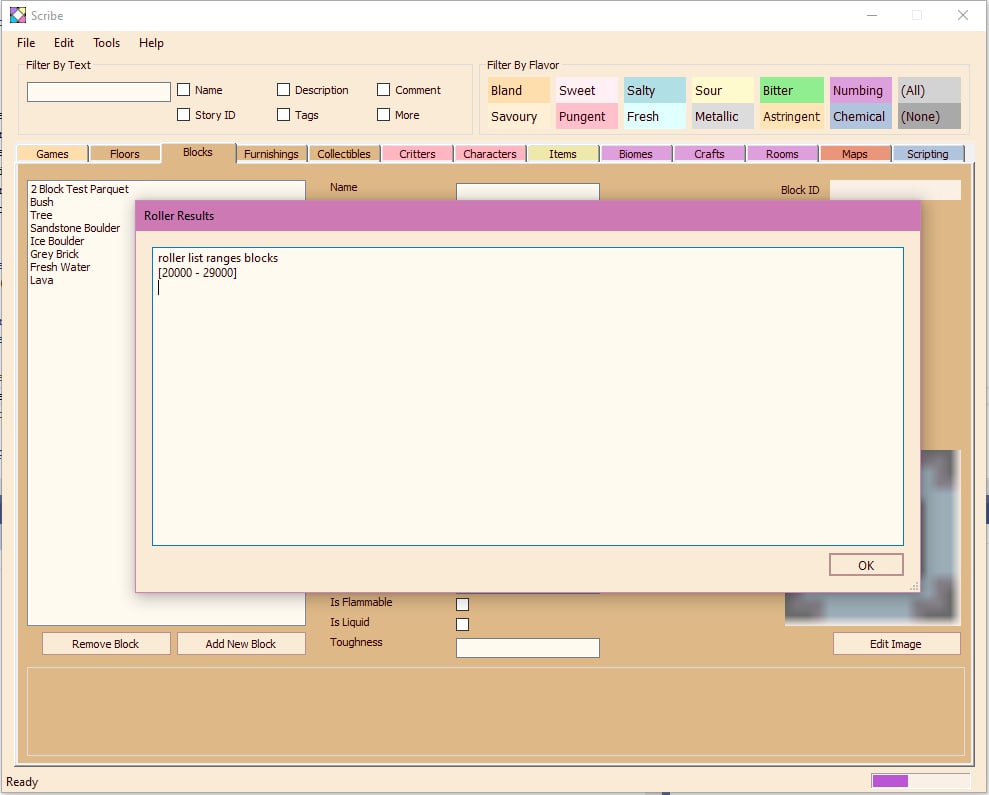 Scribe
File Edit Tools Help
Filter By Text
Name Description Comment
Story ID Tags More
Filter By Flavor
Bland Sweet Salty Sour Bitter Numbing (All)
Savoury Pungent Fresh Metallic Astringent Chemical (None)
Games Floors Blocks Furnishings Collectibles Critters Characters Items Biomes Crafts Rooms Maps Scripting
2 Block Test Parquet
Bush
Tree
Sandstone Boulder
Ice Boulder
Grey Brick
Fresh Water
Lava
Name
Block ID
Roller Results
roller list ranges blocks
[20000 - 29000]
OK
Is Flammable
Is Liquid
Toughness
Remove Block Add New Block
Edit Image
Ready